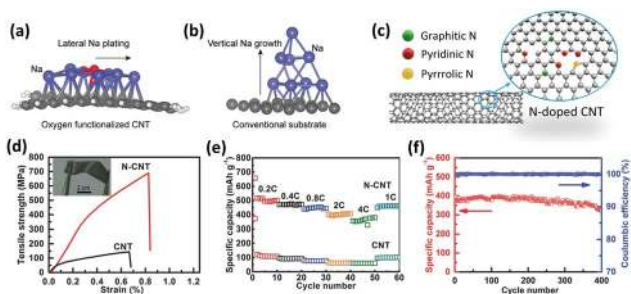 (a)
Lateral Na plating
Na
Oxygen functionalized CNT
(b)
Vertical Na growth
Na
Conventional substrate
(c)
Graphitic N
Pyridinic N
Pyrrrolic N
N-doped CNT
(d)
Tensile strength (MPa)
800
700
600
500
400
300
200
100
0
N-CNT
CNT
0.0 0.2 0.4 0.6 0.8 1.0
Strain (%)
(e)
Specific capacity (mAh g⁻¹)
800
700
600
500
400
300
200
100
0
0.2C
0.4C
0.8C
2C
4C
N-CNT
1C
CNT
0 10 20 30 40 50 60
Cycle number
(f)
Specific capacity (mAh g⁻¹)
600
500
400
300
200
100
0
0 100 200 300 400
Cycle number
100
90
80
70
Coulumbic efficiency (%)